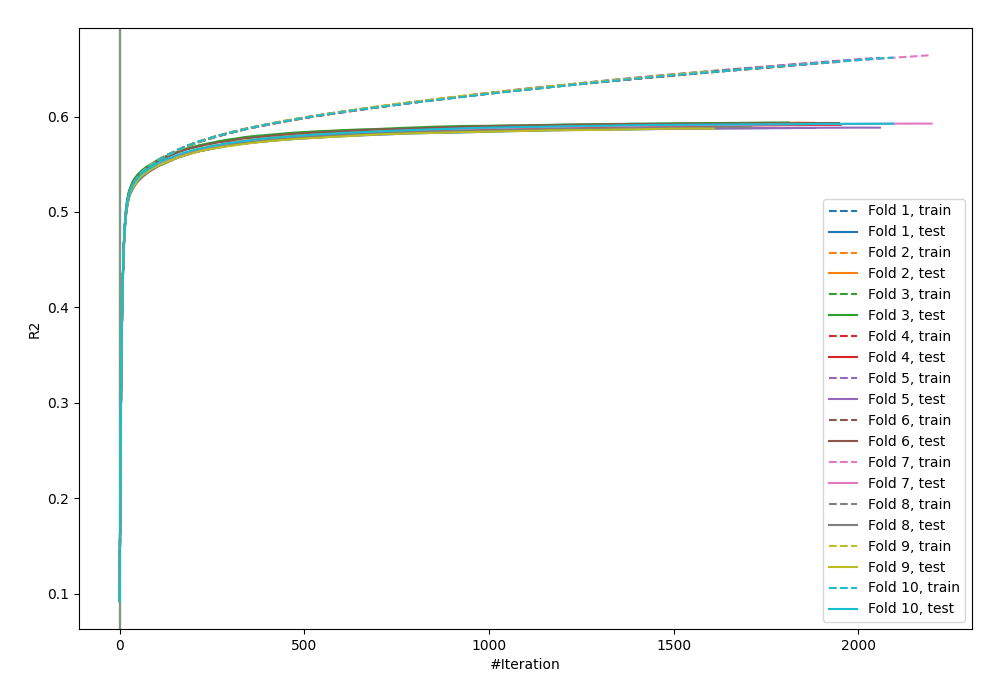 0.6
0.5
0.4
0.3
0.2
0.1
R2
0
500
1000
1500
2000
#Iteration
Fold 1, train
Fold 1, test
Fold 2, train
Fold 2, test
Fold 3, train
Fold 3, test
Fold 4, train
Fold 4, test
Fold 5, train
Fold 5, test
Fold 6, train
Fold 6, test
Fold 7, train
Fold 7, test
Fold 8, train
Fold 8, test
Fold 9, train
Fold 9, test
Fold 10, train
Fold 10, test